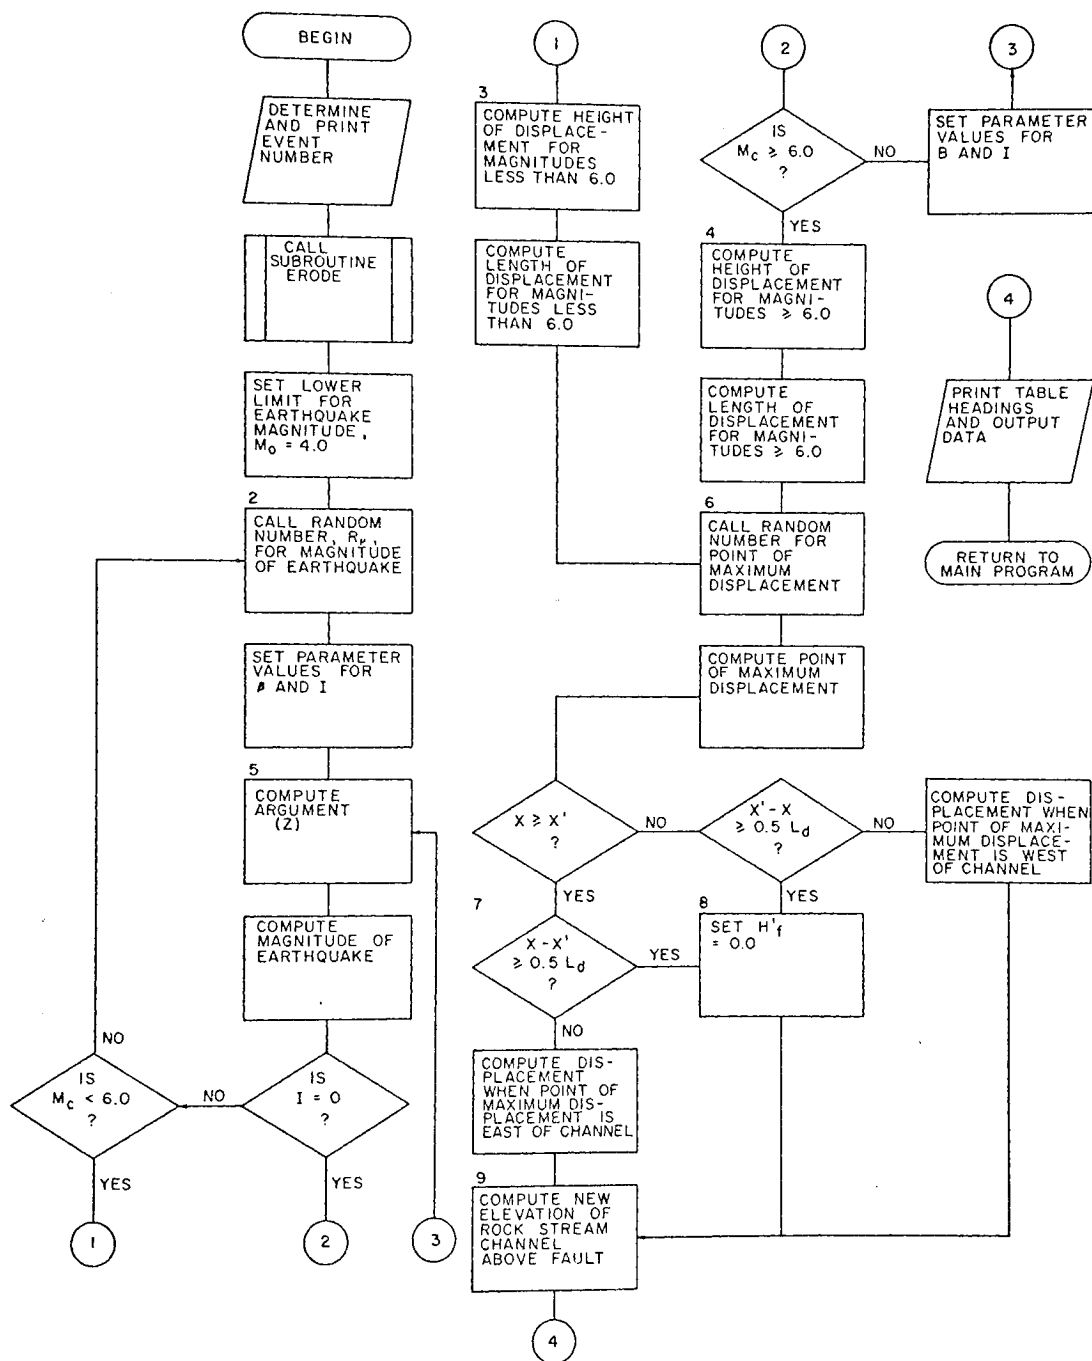 BEGIN
DETERMINE
AND PRINT
EVENT
NUMBER
CALL
SUBROUTINE
ERODE
SET LOWER
LIMIT FOR
EARTHQUAKE
MAGNITUDE,
M₀ = 4.0
2
CALL RANDOM
NUMBER, Rμ,
FOR MAGNITUDE
OF EARTHQUAKE
SET PARAMETER
VALUES FOR
β AND I
5
COMPUTE
ARGUMENT
(Z)
COMPUTE
MAGNITUDE OF
EARTHQUAKE
IS
I = 0
?
NO
YES
2
IS
Mc < 6.0
?
NO
YES
1
3
1
3
COMPUTE HEIGHT
OF DISPLACE-
MENT FOR
MAGNITUDES
LESS THAN 6.0
COMPUTE
LENGTH OF
DISPLACEMENT
FOR MAGNI-
TUDES LESS
THAN 6.0
2
IS
Mc ≥ 6.0
?
NO
YES
3
SET PARAMETER
VALUES FOR
B AND I
4
COMPUTE
HEIGHT OF
DISPLACEMENT
FOR MAGNI-
TUDES ≥ 6.0
COMPUTE
LENGTH OF
DISPLACEMENT
FOR MAGNI-
TUDES ≥ 6.0
6
CALL RANDOM
NUMBER FOR
POINT OF
MAXIMUM
DISPLACEMENT
COMPUTE POINT
OF MAXIMUM
DISPLACEMENT
X ≥ X'
?
NO
YES
X' - X
≥ 0.5 Ld
?
NO
YES
COMPUTE DIS-
PLACEMENT WHEN
POINT OF MAXI-
MUM DISPLACE-
MENT IS WEST
OF CHANNEL
7
X - X'
≥ 0.5 Ld
?
YES
NO
8
SET H'f
= 0.0
COMPUTE DIS-
PLACEMENT
WHEN POINT OF
MAXIMUM DIS-
PLACEMENT IS
EAST OF CHANNEL
9
COMPUTE NEW
ELEVATION OF
ROCK STREAM
CHANNEL
ABOVE FAULT
4
4
PRINT TABLE
HEADINGS
AND OUTPUT
DATA
RETURN TO
MAIN PROGRAM